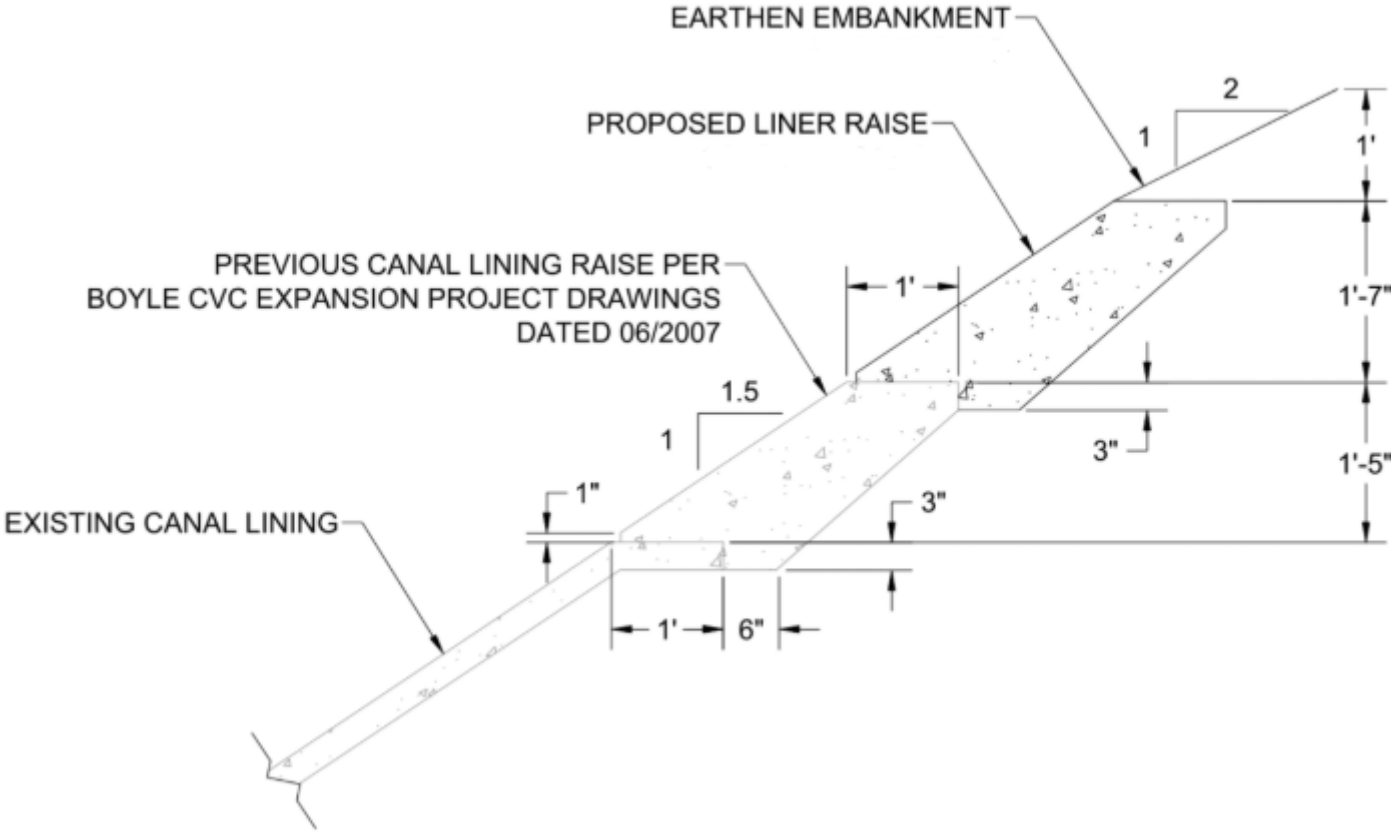 EARTHEN EMBANKMENT
2
PROPOSED LINER RAISE
1
1'
PREVIOUS CANAL LINING RAISE PER
BOYLE CVC EXPANSION PROJECT DRAWINGS
DATED 06/2007
1'
1'-7"
1.5
1
3"
1'-5"
1"
3"
EXISTING CANAL LINING
1'
6"